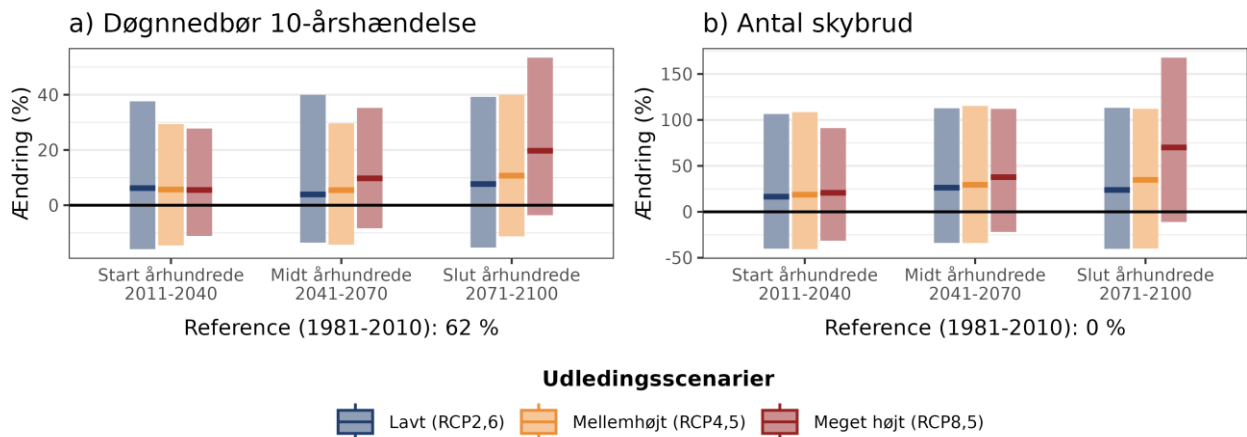 a) Døgnnedbør 10-årshændelse
Ændring (%)
40
20
0
Start århundrede
2011-2040
Midt århundrede
2041-2070
Slut århundrede
2071-2100
Reference (1981-2010): 62 %
b) Antal skybrud
Ændring (%)
150
100
50
0
-50
Start århundrede
2011-2040
Midt århundrede
2041-2070
Slut århundrede
2071-2100
Reference (1981-2010): 0 %
Udledingsscenarier
Lavt (RCP2,6)
Mellemhøjt (RCP4,5)
Meget højt (RCP8,5)